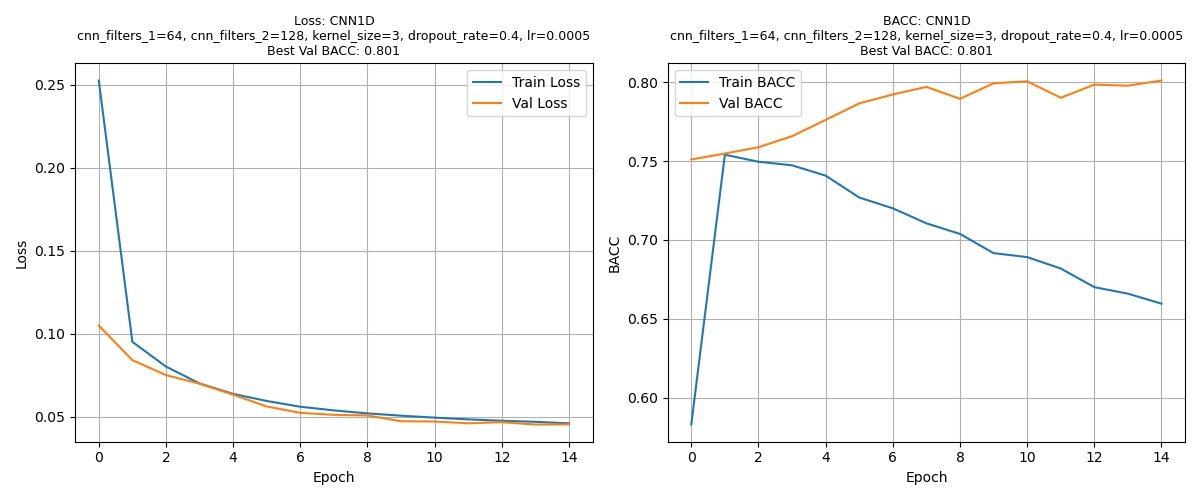 Loss: CNN1D
cnn_filters_1=64, cnn_filters_2=128, kernel_size=3, dropout_rate=0.4, lr=0.0005
Best Val BACC: 0.801
Train Loss
Val Loss
0.25
0.20
0.15
0.10
0.05
Loss
0 2 4 6 8 10 12 14
Epoch
BACC: CNN1D
cnn_filters_1=64, cnn_filters_2=128, kernel_size=3, dropout_rate=0.4, lr=0.0005
Best Val BACC: 0.801
Train BACC
Val BACC
0.80
0.75
0.70
0.65
0.60
BACC
0 2 4 6 8 10 12 14
Epoch